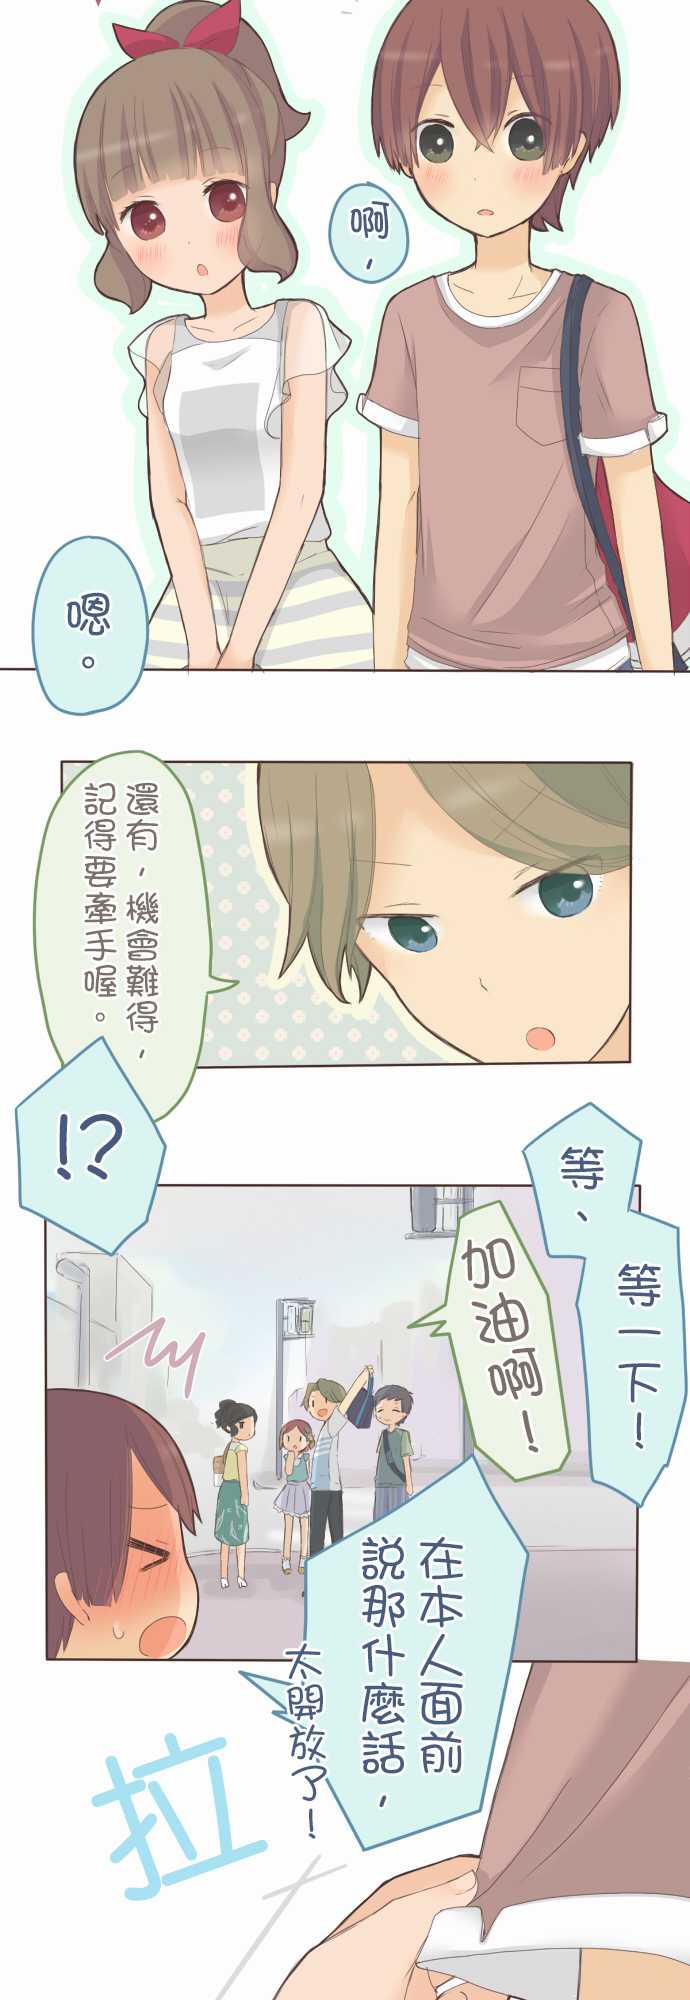 啊，
嗯。
還有，機會難得，
記得要牽手喔。
！？
等、
等一下！
加油啊！
在本人面前
說那什麼話，
太開放了！
拉